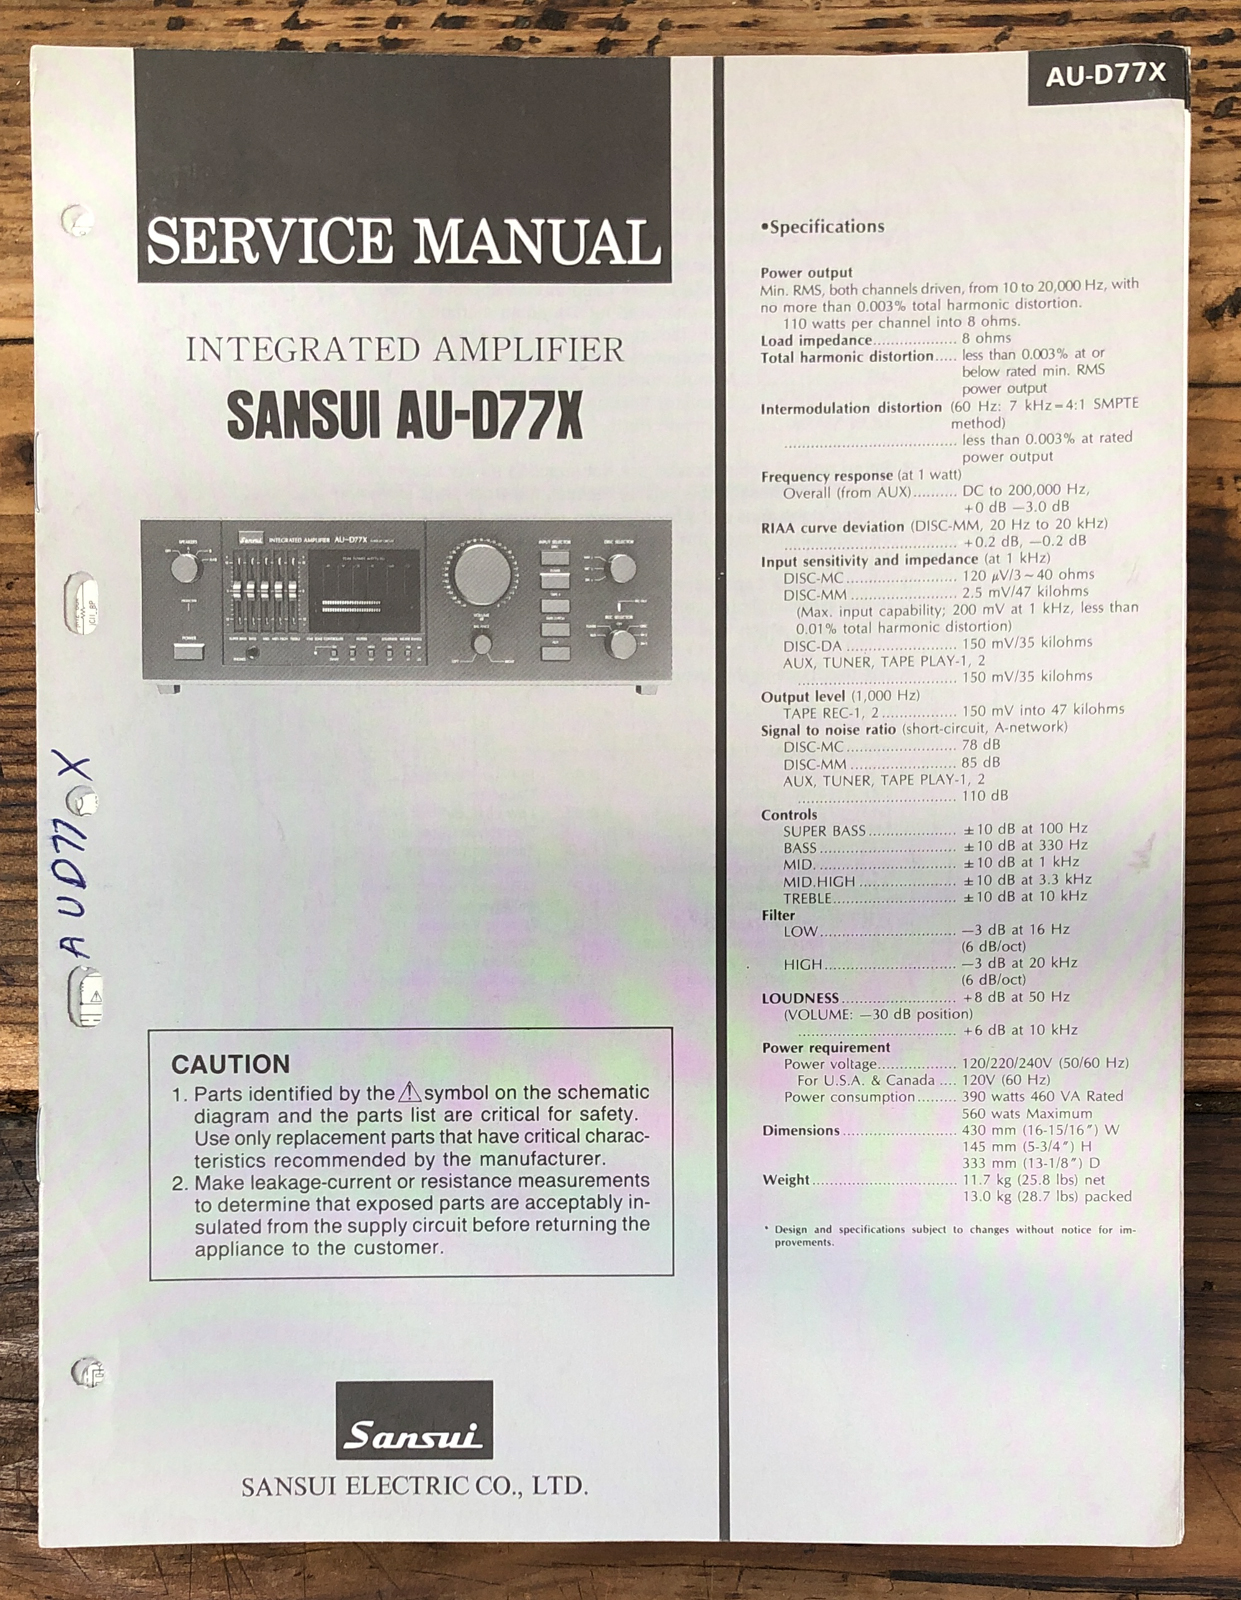 AU-D77X
SERVICE MANUAL
INTEGRATED AMPLIFIER
SANSUI AU-D77X
Sansui INTEGRATED AMPLIFIER AU-D77X
SPEAKERS
POWER
VOLUME
INPUT SELECTOR
DISC SELECTOR
REC SELECTOR
A U D77 X
CAUTION
1. Parts identified by the ⚠ symbol on the schematic
diagram and the parts list are critical for safety.
Use only replacement parts that have critical charac-
teristics recommended by the manufacturer.
2. Make leakage-current or resistance measurements
to determine that exposed parts are acceptably in-
sulated from the supply circuit before returning the
appliance to the customer.
Sansui
SANSUI ELECTRIC CO., LTD.
•Specifications
Power output
Min. RMS, both channels driven, from 10 to 20,000 Hz, with
no more than 0.003% total harmonic distortion.
110 watts per channel into 8 ohms.
Load impedance................... 8 ohms
Total harmonic distortion..... less than 0.003% at or
below rated min. RMS
power output
Intermodulation distortion (60 Hz: 7 kHz=4:1 SMPTE
method)
....................................... less than 0.003% at rated
power output
Frequency response (at 1 watt)
Overall (from AUX).......... DC to 200,000 Hz,
+0 dB −3.0 dB
RIAA curve deviation (DISC-MM, 20 Hz to 20 kHz)
....................................... +0.2 dB, −0.2 dB
Input sensitivity and impedance (at 1 kHz)
DISC-MC......................... 120 μV/3~40 ohms
DISC-MM......................... 2.5 mV/47 kilohms
(Max. input capability; 200 mV at 1 kHz, less than
0.01% total harmonic distortion)
DISC-DA ......................... 150 mV/35 kilohms
AUX, TUNER, TAPE PLAY-1, 2
.................................... 150 mV/35 kilohms
Output level (1,000 Hz)
TAPE REC-1, 2................. 150 mV into 47 kilohms
Signal to noise ratio (short-circuit, A-network)
DISC-MC......................... 78 dB
DISC-MM ........................ 85 dB
AUX, TUNER, TAPE PLAY-1, 2
.................................... 110 dB
Controls
SUPER BASS.................... ±10 dB at 100 Hz
BASS............................... ±10 dB at 330 Hz
MID. ................................ ±10 dB at 1 kHz
MID.HIGH ...................... ±10 dB at 3.3 kHz
TREBLE............................ ±10 dB at 10 kHz
Filter
LOW............................... −3 dB at 16 Hz
(6 dB/oct)
HIGH.............................. −3 dB at 20 kHz
(6 dB/oct)
LOUDNESS.......................... +8 dB at 50 Hz
(VOLUME: −30 dB position)
.................................... +6 dB at 10 kHz
Power requirement
Power voltage.................. 120/220/240V (50/60 Hz)
For U.S.A. & Canada .... 120V (60 Hz)
Power consumption......... 390 watts 460 VA Rated
560 wats Maximum
Dimensions.......................... 430 mm (16-15/16″) W
145 mm (5-3/4″) H
333 mm (13-1/8″) D
Weight................................. 11.7 kg (25.8 lbs) net
13.0 kg (28.7 lbs) packed
* Design and specifications subject to changes without notice for im-
provements.